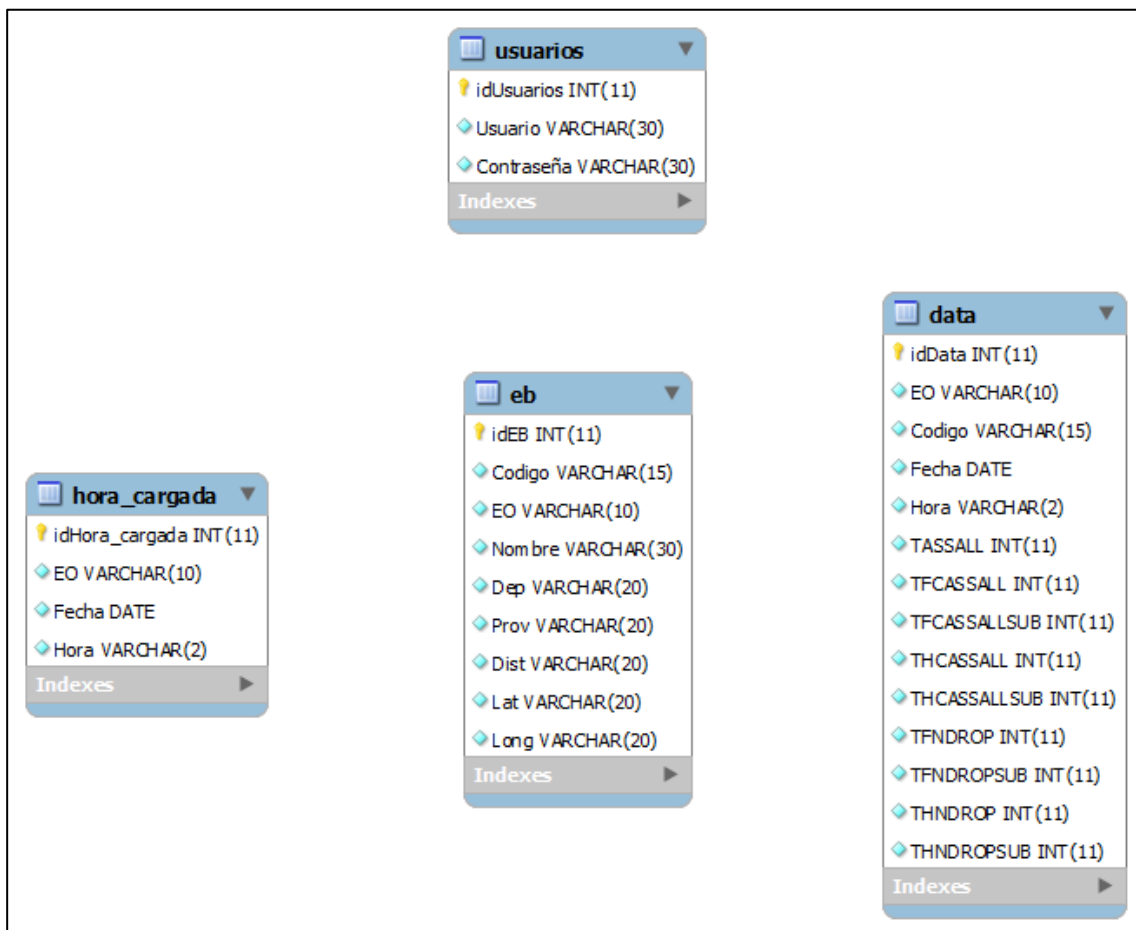 usuarios
idUsuarios INT(11)
Usuario VARCHAR(30)
Contraseña VARCHAR(30)
Indexes
data
idData INT(11)
EO VARCHAR(10)
Codigo VARCHAR(15)
Fecha DATE
Hora VARCHAR(2)
TASSALL INT(11)
TFCASSALL INT(11)
TFCASSALLSUB INT(11)
THCASSALL INT(11)
THCASSALLSUB INT(11)
TFNDROP INT(11)
TFNDROPSUB INT(11)
THNDROP INT(11)
THNDROPSUB INT(11)
Indexes
eb
idEB INT(11)
Codigo VARCHAR(15)
EO VARCHAR(10)
Nombre VARCHAR(30)
Dep VARCHAR(20)
Prov VARCHAR(20)
Dist VARCHAR(20)
Lat VARCHAR(20)
Long VARCHAR(20)
Indexes
hora_cargada
idHora_cargada INT(11)
EO VARCHAR(10)
Fecha DATE
Hora VARCHAR(2)
Indexes